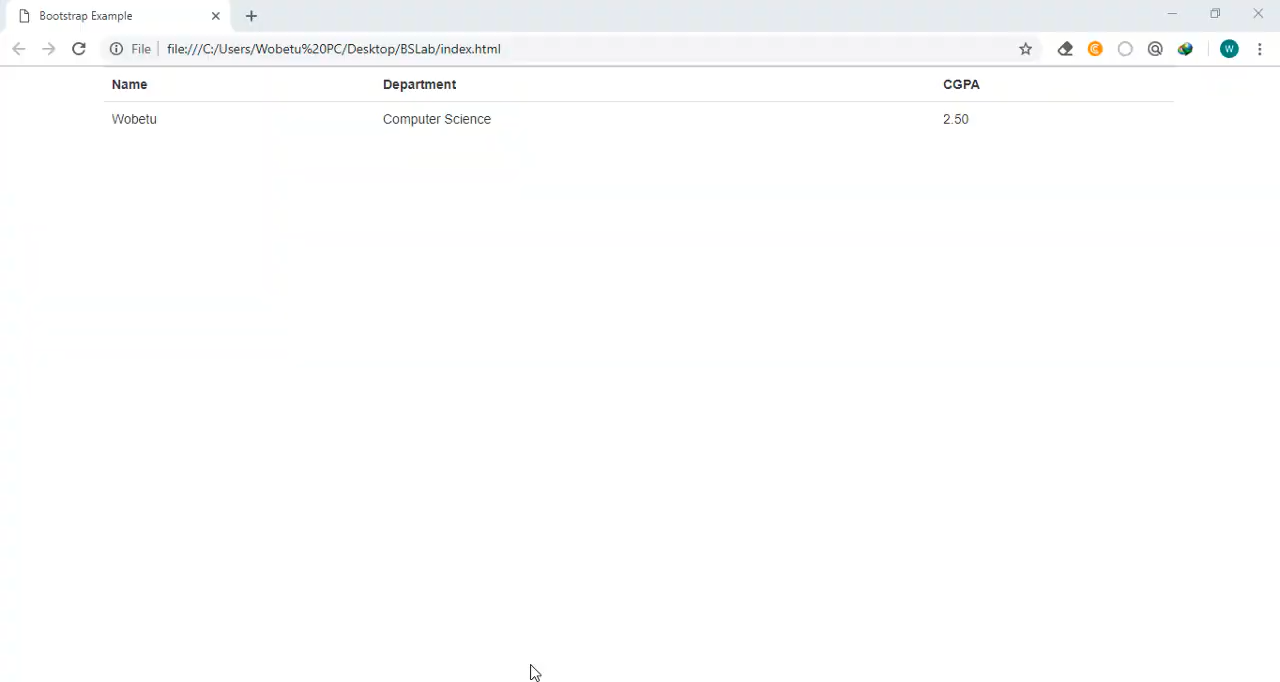 Bootstrap Example
File file:///C:/Users/Wobetu%20PC/Desktop/BSLab/index.html W
Name Department CGPA
Wobetu Computer Science 2.50